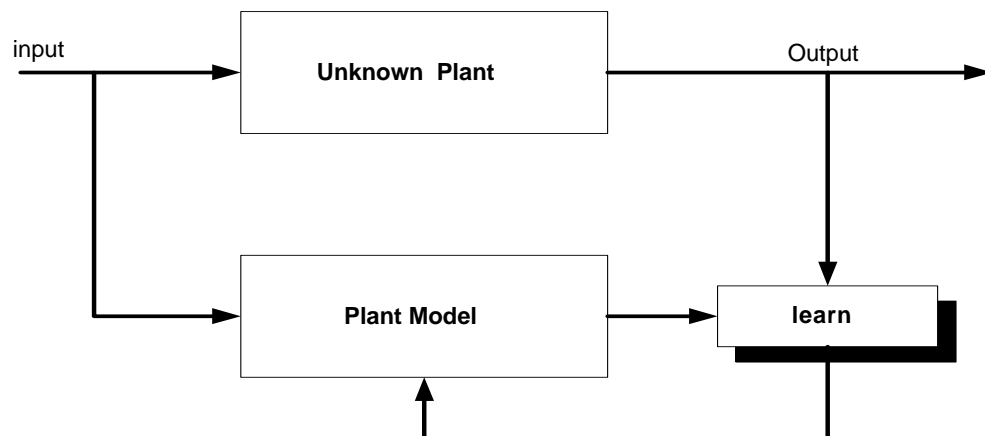 input
Unknown Plant
Output
Plant Model
learn